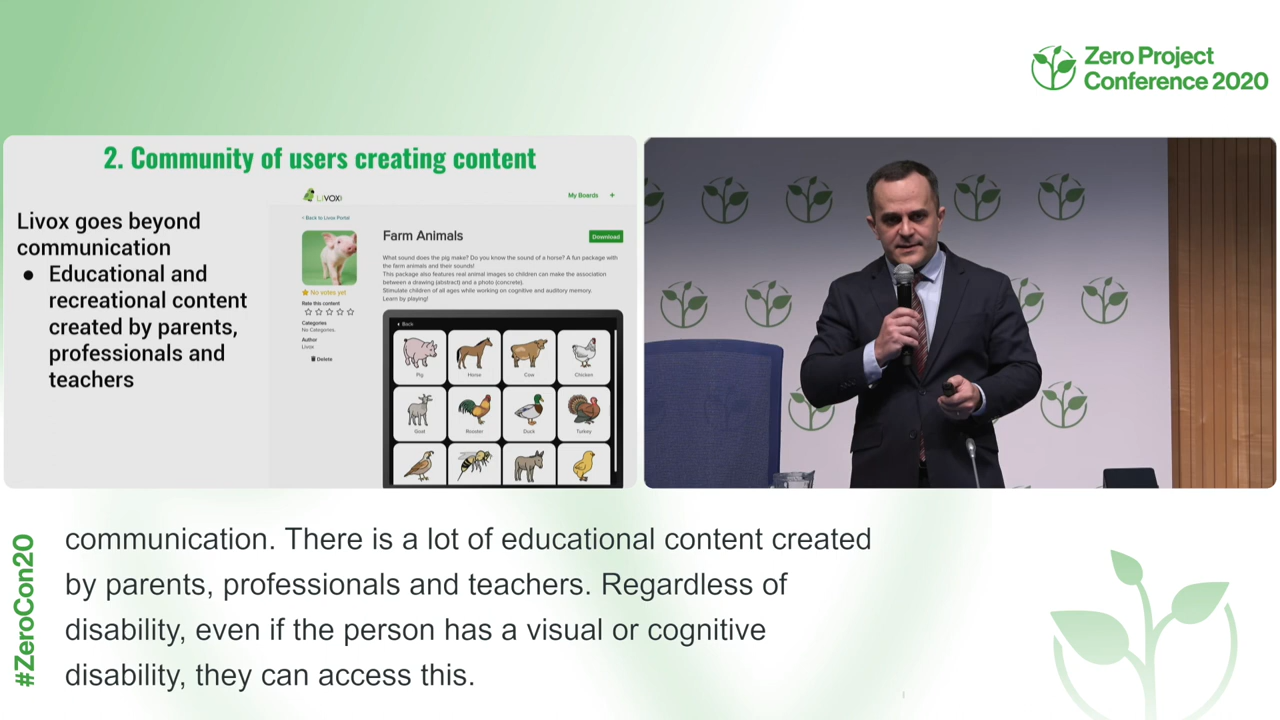 Zero Project
Conference 2020
2. Community of users creating content
LIVOX
My Boards +
Livox goes beyond
communication
● Educational and
recreational content
created by parents,
professionals and
teachers
< Back to Livox Portal
Farm Animals
Download
What sound does the pig make? Do you know the sound of a horse? A fun package with
the farm animals and their sounds!
This package also features real animal images so children can make the association
between a drawing (abstract) and a photo (concrete).
Stimulate children of all ages while working on cognitive and auditory memory.
Learn by playing!
No votes yet
Rate this content
Categories
No Categories.
Author
Livox
Delete
Back
Pig Horse Cow Chicken
Goat Rooster Duck Turkey
#ZeroCon20
communication. There is a lot of educational content created
by parents, professionals and teachers. Regardless of
disability, even if the person has a visual or cognitive
disability, they can access this.